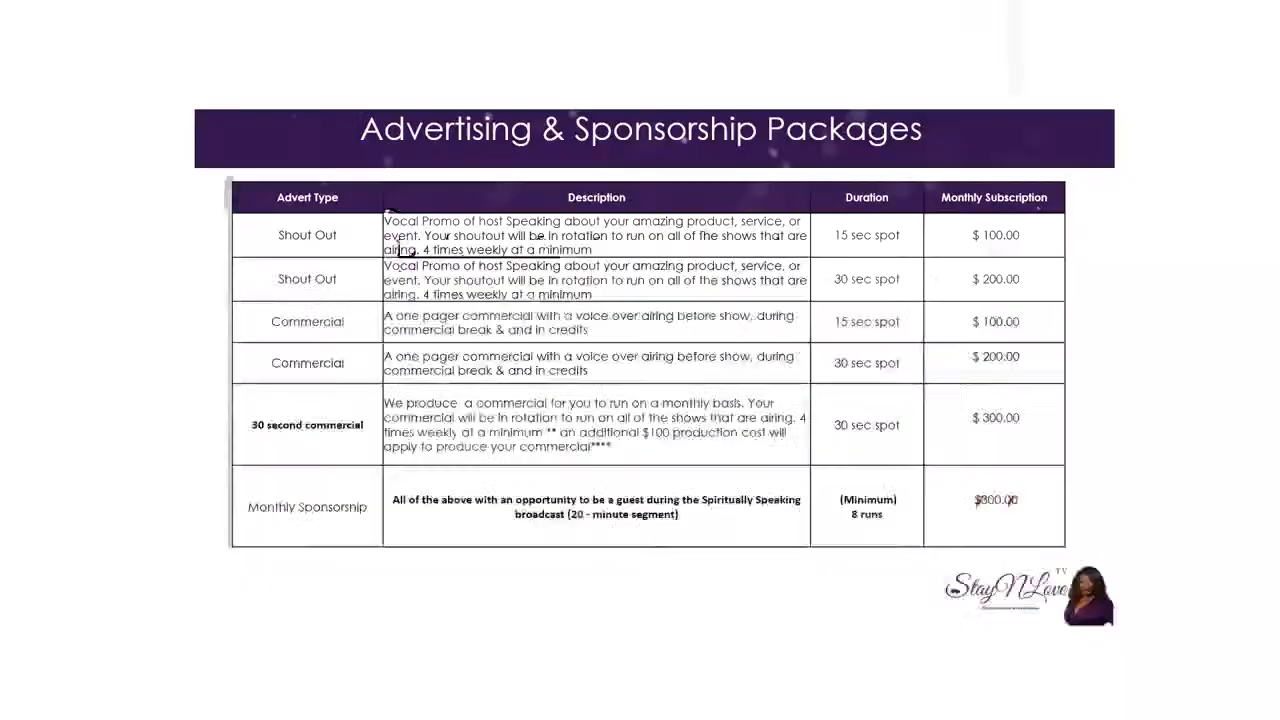 Advertising & Sponsorship Packages
Advert Type Description Duration Monthly Subscription
Vocal Promo of host Speaking about your amazing product, service, or
Shout Out event. Your shoutout will be in rotation to run on all of the shows that are 15 sec spot $ 100.00
airing. 4 times weekly at a minimum
Vocal Promo of host Speaking about your amazing product, service, or
Shout Out event. Your shoutout will be in rotation to run on all of the shows that are 30 sec spot $ 200.00
airing. 4 times weekly at a minimum
A one pager commercial with a voice over airing before show, during
Commercial 15 sec spot $ 100.00
commercial break & and in credits
A one pager commercial with a voice over airing before show, during $ 200.00
Commercial 30 sec spot
commercial break & and in credits
We produce a commercial for you to run on a monthly basis. Your
commercial will be in rotation to run on all of the shows that are airing. 4 $ 300.00
30 second commercial 30 sec spot
times weekly at a minimum ** an additional $100 production cost will
apply to produce your commercial****
All of the above with an opportunity to be a guest during the Spiritually Speaking (Minimum)
Monthly Sponsorship
broadcast (20 - minute segment) 8 runs
StayNLove TV